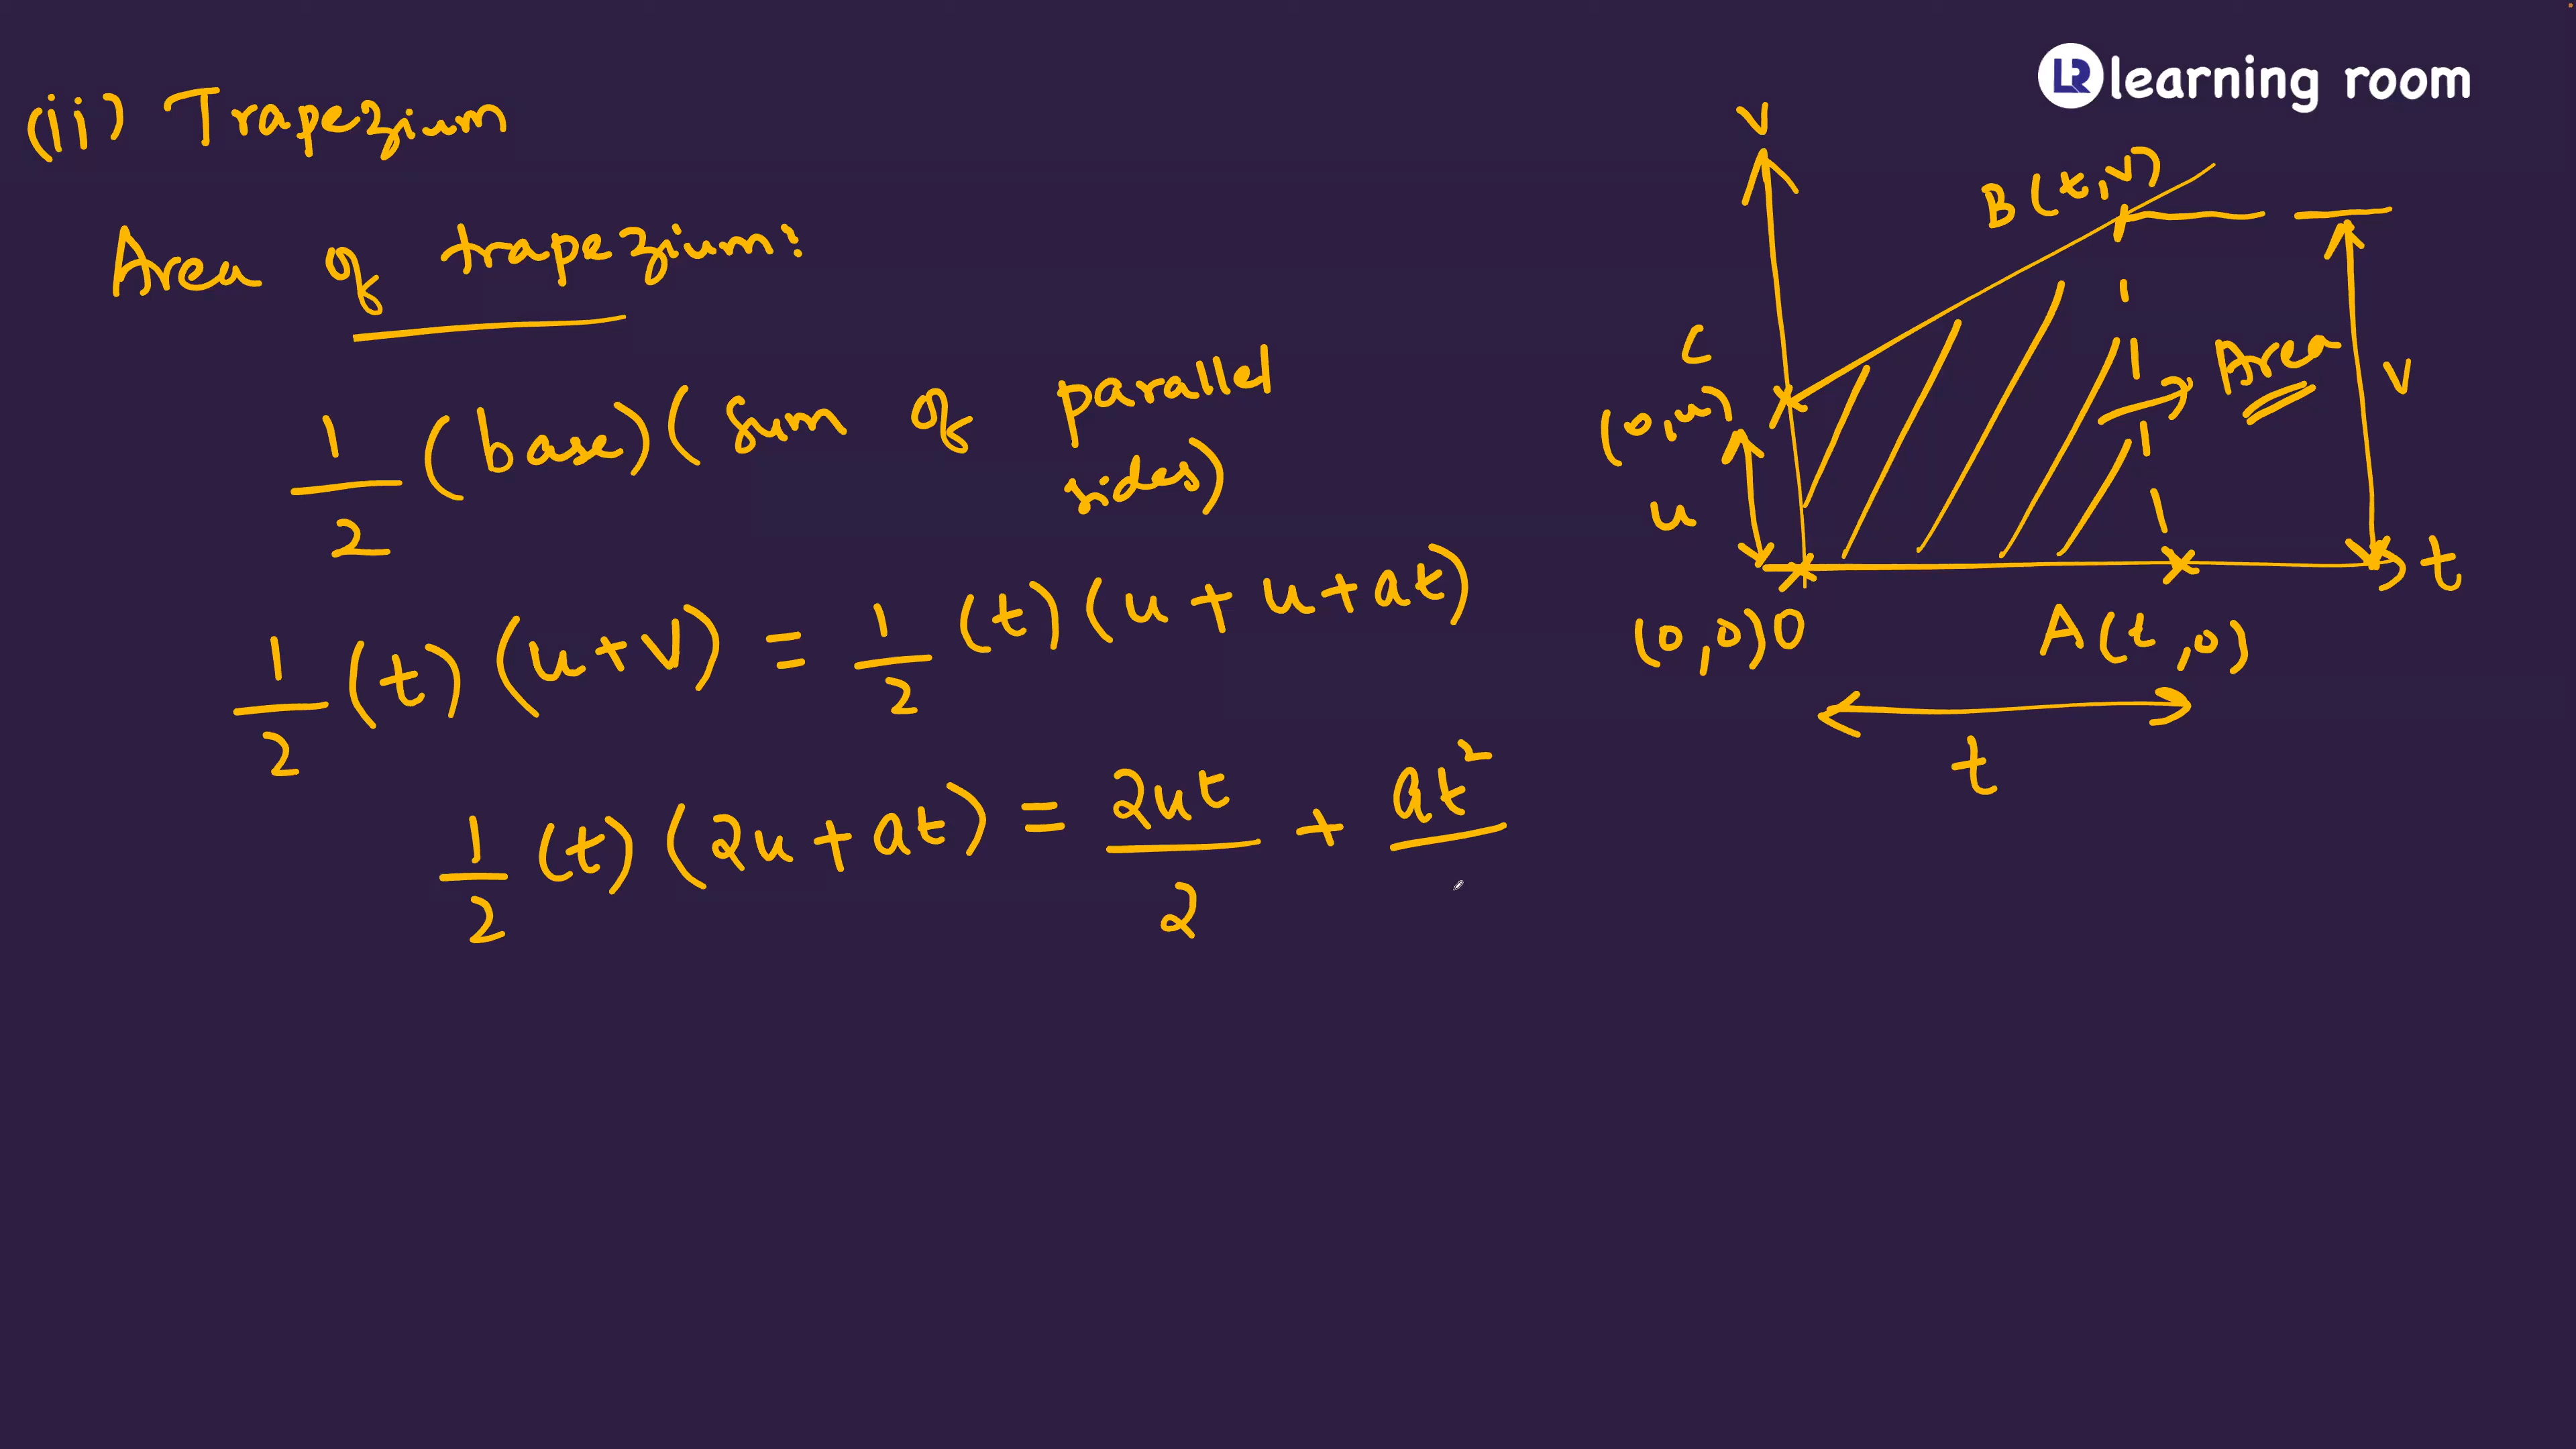 (ii) Trapezium
Area of trapezium:
1/2 (base) (sum of parallel
sides)
1/2 (t) (u+v) = 1/2 (t) (u + u + at)
1/2 (t) (2u + at) = 2ut/2 + at²/
learning room
v
B (t,v)
C
(0,u)
Area
v
u
t
(0,0) O
A (t,0)
t